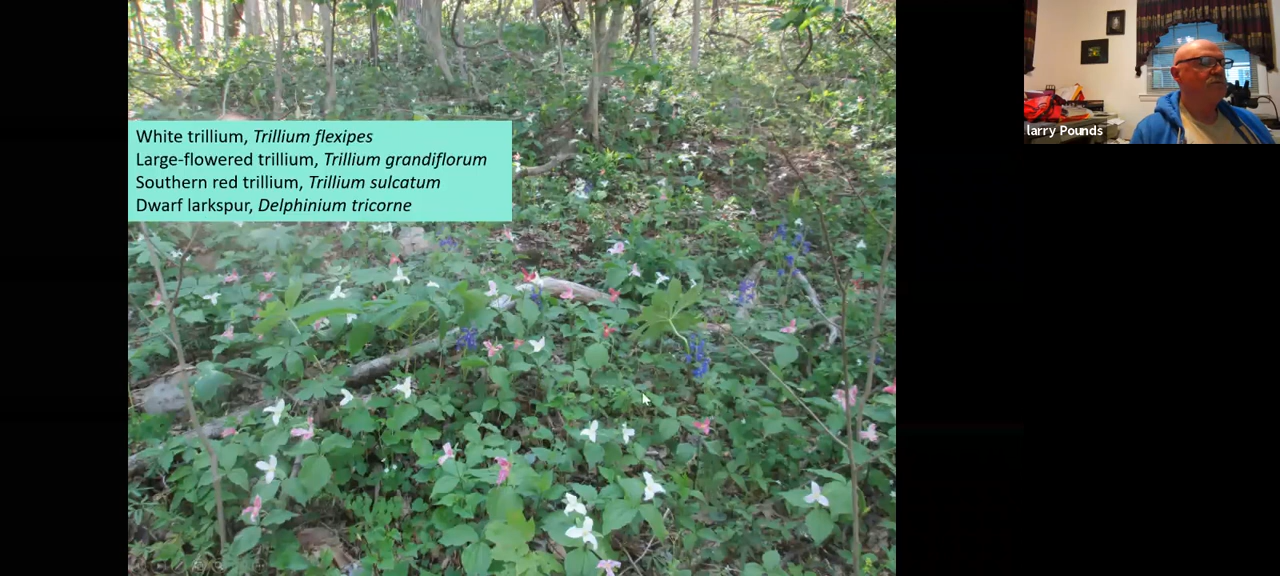 White trillium, Trillium flexipes
Large-flowered trillium, Trillium grandiflorum
Southern red trillium, Trillium sulcatum
Dwarf larkspur, Delphinium tricorne
larry Pounds